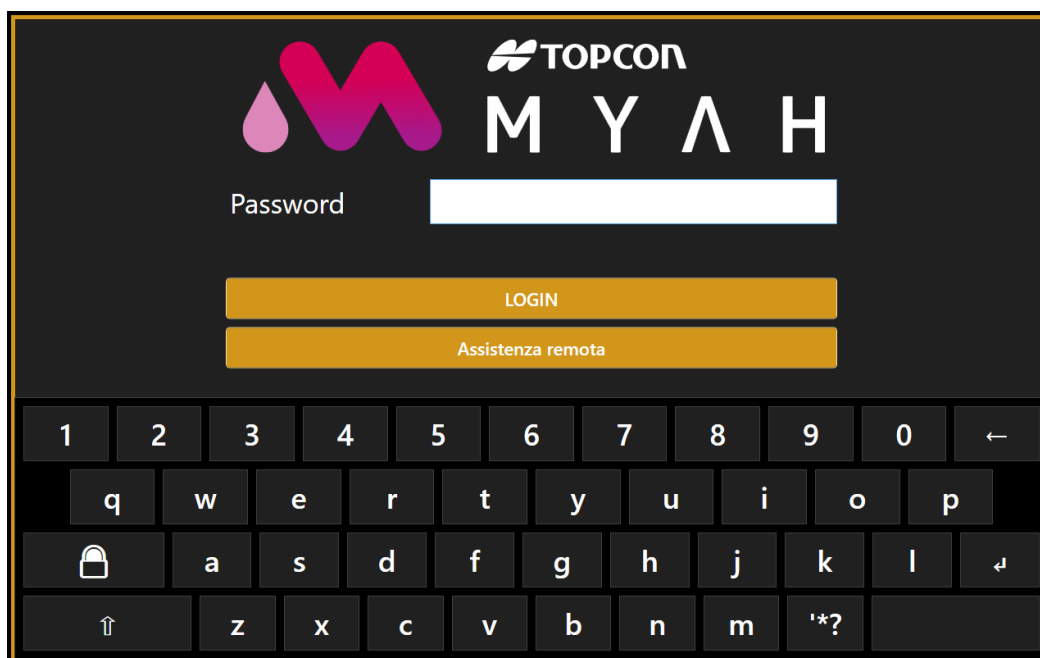 TOPCON
MYAH
Password
LOGIN
Assistenza remota
1 2 3 4 5 6 7 8 9 0 ←
q w e r t y u i o p
a s d f g h j k l ↵
⇧ z x c v b n m '*?